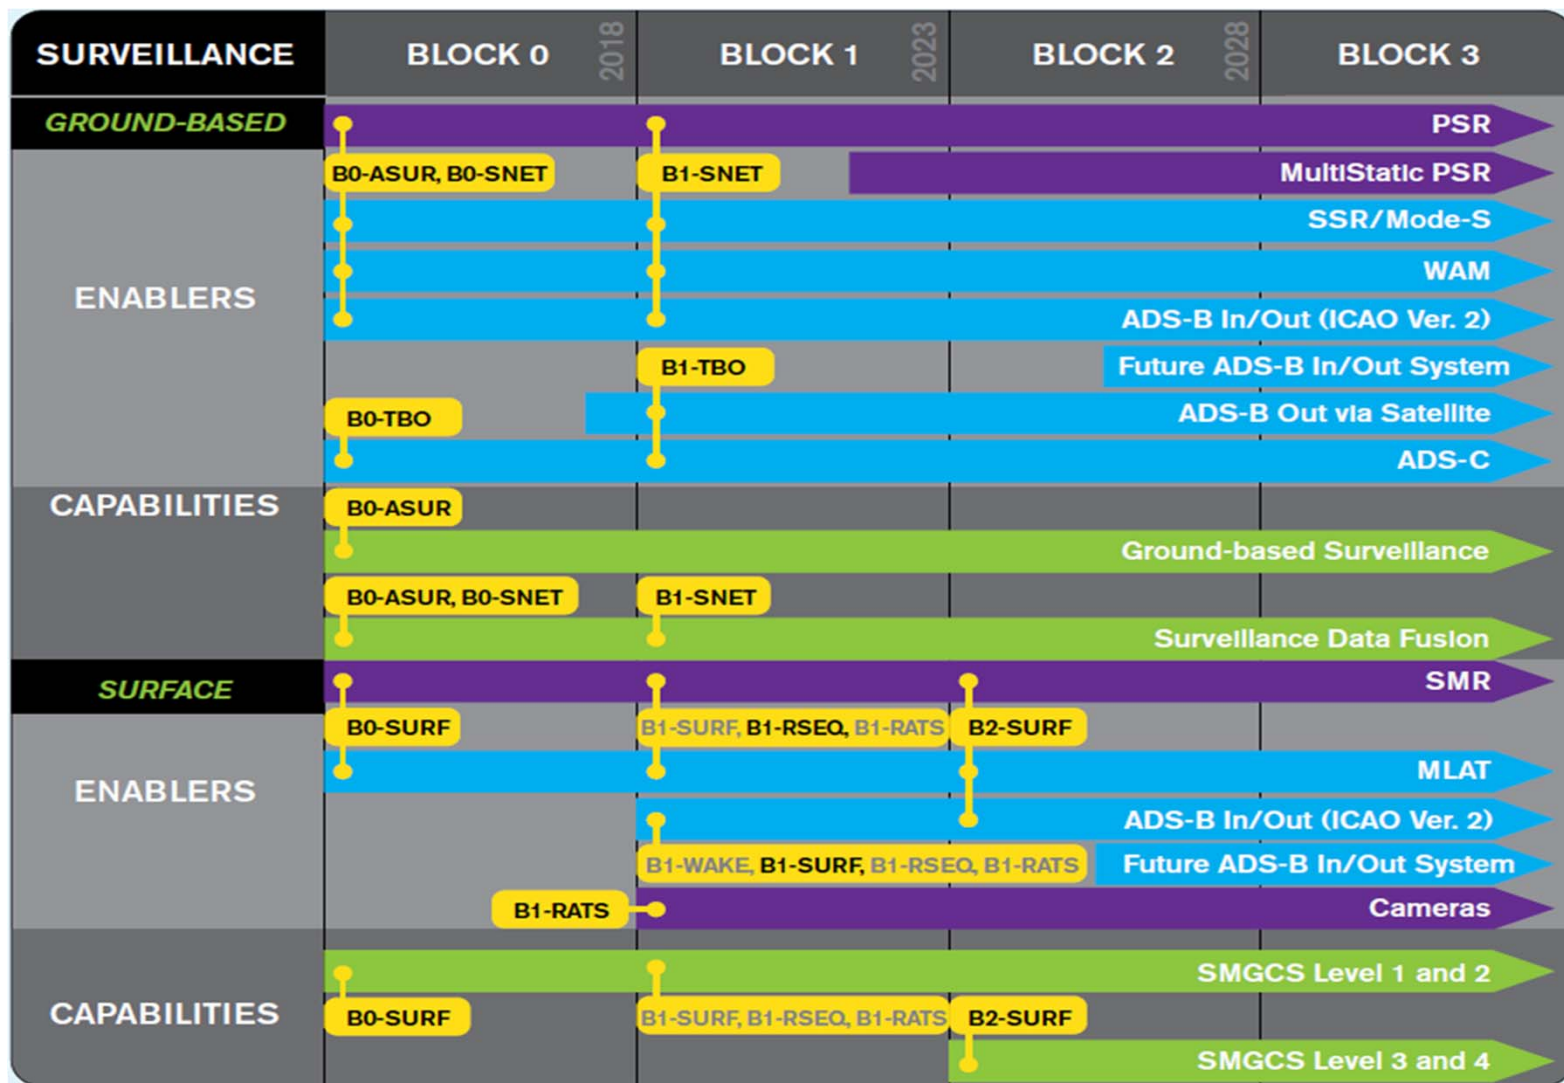 SURVEILLANCE
BLOCK 0
2018
BLOCK 1
2023
BLOCK 2
2028
BLOCK 3
GROUND-BASED
PSR
B0-ASUR, B0-SNET
B1-SNET
MultiStatic PSR
SSR/Mode-S
ENABLERS
WAM
ADS-B In/Out (ICAO Ver. 2)
B1-TBO
Future ADS-B In/Out System
B0-TBO
ADS-B Out via Satellite
ADS-C
CAPABILITIES
B0-ASUR
Ground-based Surveillance
B0-ASUR, B0-SNET
B1-SNET
Surveillance Data Fusion
SURFACE
SMR
B0-SURF
B1-SURF, B1-RSEQ, B1-RATS
B2-SURF
ENABLERS
MLAT
ADS-B In/Out (ICAO Ver. 2)
B1-WAKE, B1-SURF, B1-RSEQ, B1-RATS
Future ADS-B In/Out System
B1-RATS
Cameras
CAPABILITIES
SMGCS Level 1 and 2
B0-SURF
B1-SURF, B1-RSEQ, B1-RATS
B2-SURF
SMGCS Level 3 and 4